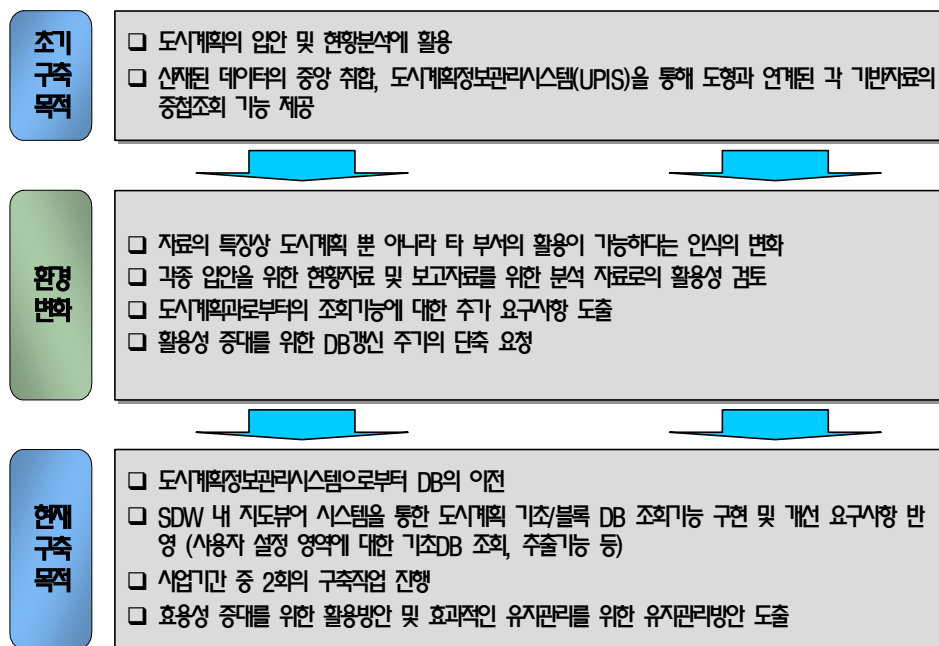 초기
구축
목적
❑ 도시계획의 입안 및 현황분석에 활용
❑ 산재된 데이터의 중앙 취합, 도시계획정보관리시스템(UPIS)을 통해 도형과 연계된 각 기반자료의
중첩조회 기능 제공
환경
변화
❑ 자료의 특징상 도시계획 뿐 아니라 타 부서의 활용이 가능하다는 인식의 변화
❑ 각종 입안을 위한 현황자료 및 보고자료를 위한 분석 자료로의 활용성 검토
❑ 도시계획과로부터의 조회기능에 대한 추가 요구사항 도출
❑ 활용성 증대를 위한 DB갱신 주기의 단축 요청
현재
구축
목적
❑ 도시계획정보관리시스템으로부터 DB의 이전
❑ SDW 내 지도뷰어 시스템을 통한 도시계획 기초/블록 DB 조회기능 구현 및 개선 요구사항 반
영 (사용자 설정 영역에 대한 기초DB 조회, 추출기능 등)
❑ 사업기간 중 2회의 구축작업 진행
❑ 효용성 증대를 위한 활용방안 및 효과적인 유지관리를 위한 유지관리방안 도출